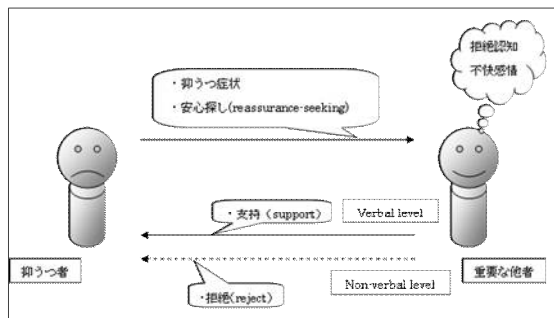 拒絶認知
不快感情
・抑うつ症状
・安心探し(reassurance-seeking)
・支持（support）
Verbal level
抑うつ者
・拒絶(reject)
Non-verbal level
重要な他者